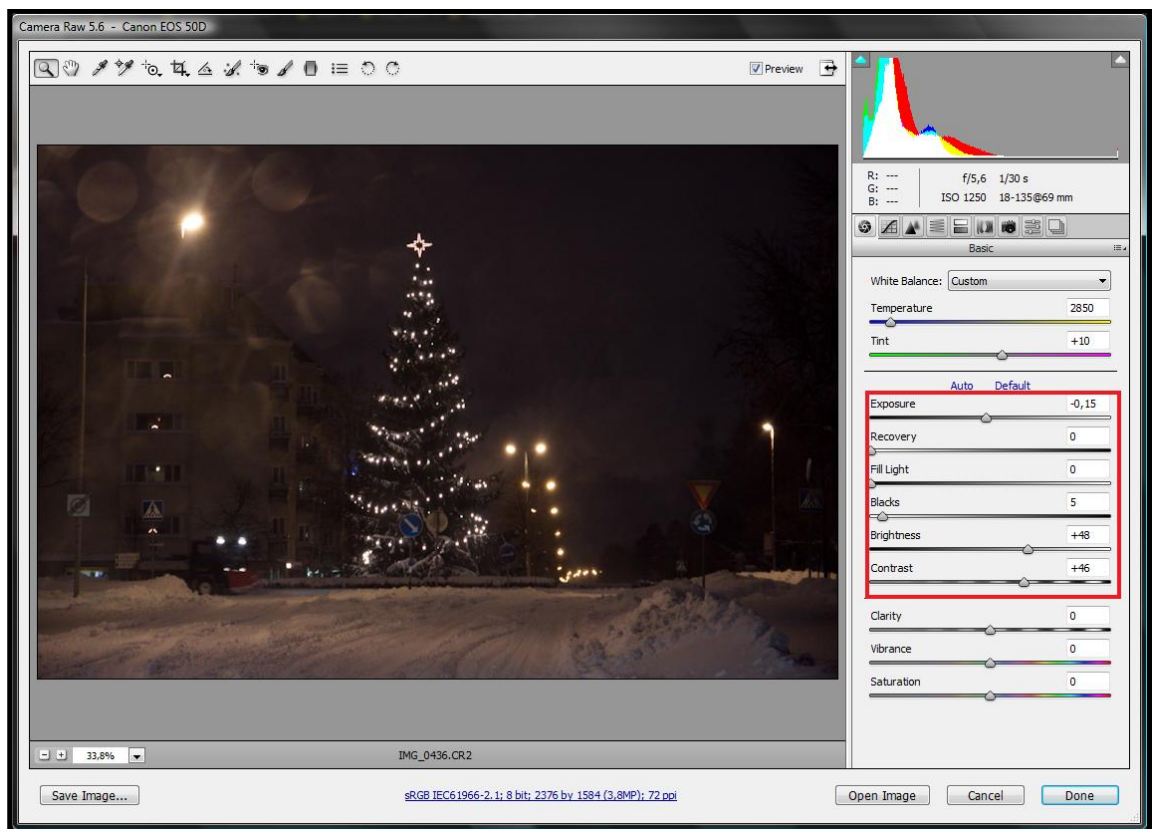 Camera Raw 5.6 - Canon EOS 50D
Preview
R: ---
G: ---
B: ---
f/5,6 1/30 s
ISO 1250 18-135@69 mm
Basic
White Balance: Custom
Temperature 2850
Tint +10
Auto Default
Exposure -0,15
Recovery 0
Fill Light 0
Blacks 5
Brightness +48
Contrast +46
Clarity 0
Vibrance 0
Saturation 0
33,8%
IMG_0436.CR2
Save Image...
sRGB IEC61966-2.1; 8 bit; 2376 by 1584 (3,8MP); 72 ppi
Open Image Cancel Done